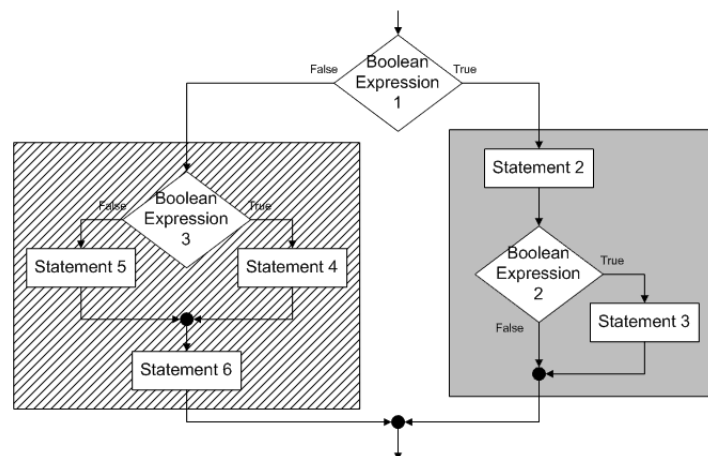 Boolean
Expression
1
False
True
Statement 2
Boolean
Expression
3
False
True
Boolean
Expression
2
True
False
Statement 5
Statement 4
Statement 3
Statement 6